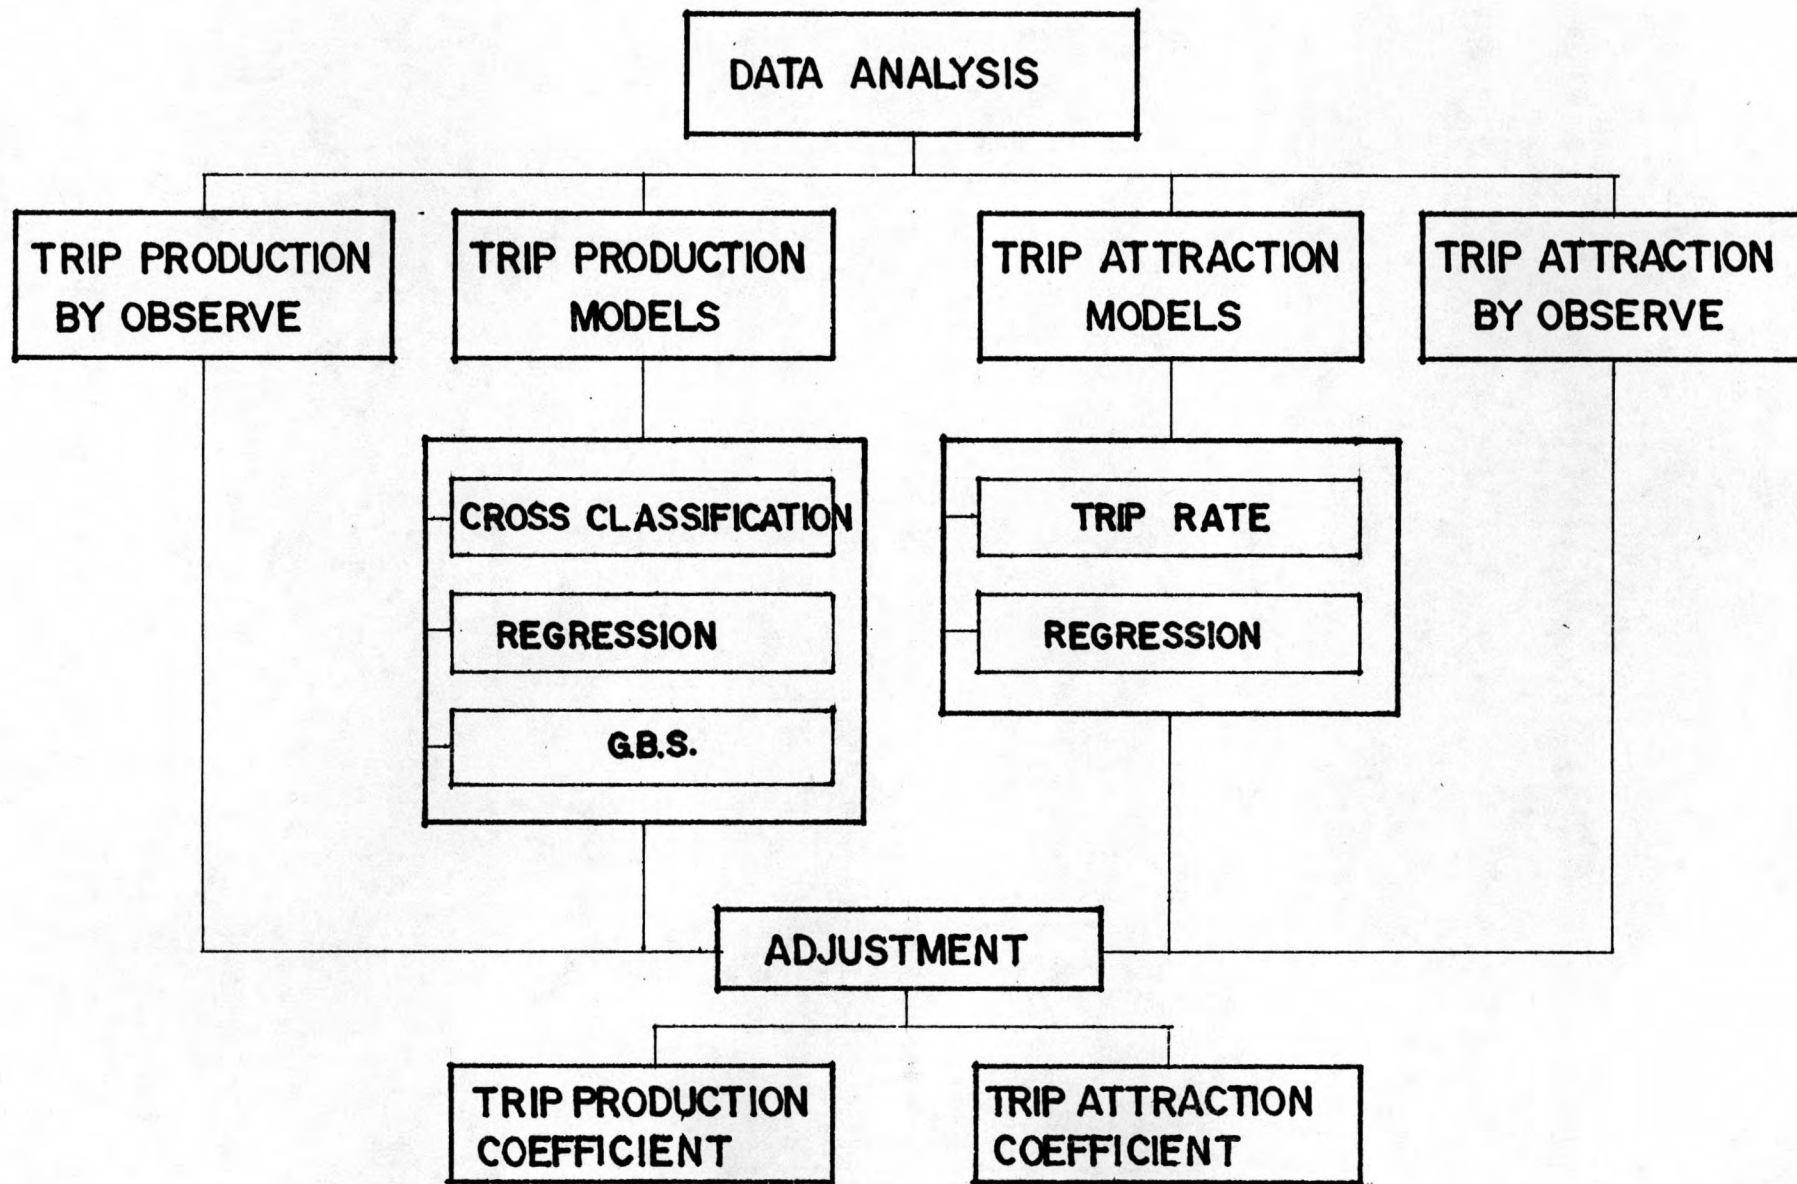 DATA ANALYSIS
TRIP PRODUCTION
BY OBSERVE
TRIP PRODUCTION
MODELS
TRIP ATTRACTION
MODELS
TRIP ATTRACTION
BY OBSERVE
CROSS CLASSIFICATION
REGRESSION
G.B.S.
TRIP RATE
REGRESSION
ADJUSTMENT
TRIP PRODUCTION
COEFFICIENT
TRIP ATTRACTION
COEFFICIENT